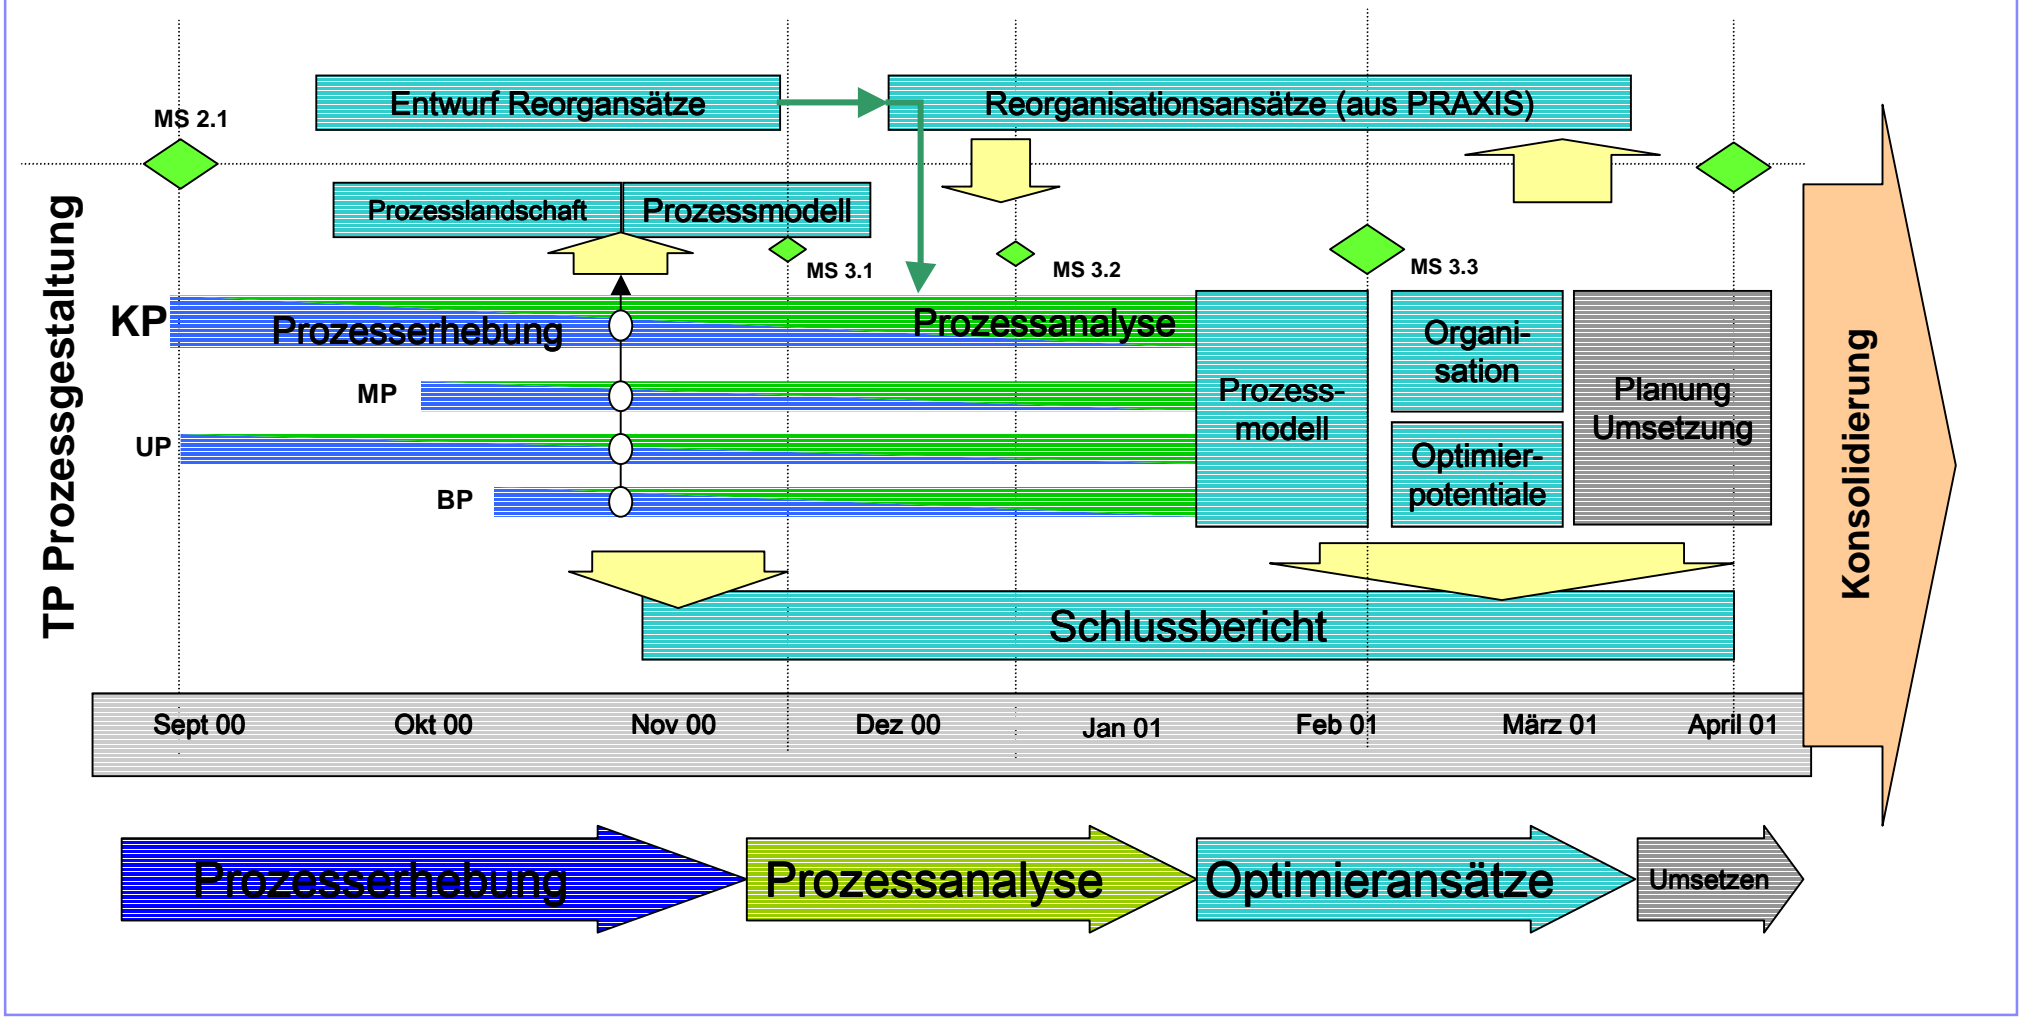 Entwurf Reorgansätze
Reorganisationsansätze (aus PRAXIS)
MS 2.1
TP Prozessgestaltung
Prozesslandschaft
Prozessmodell
MS 3.1
MS 3.2
MS 3.3
KP
Prozesserhebung
Prozessanalyse
MP
UP
BP
Prozess-
modell
Organi-
sation
Optimier-
potentiale
Planung
Umsetzung
Konsolidierung
Schlussbericht
Sept 00
Okt 00
Nov 00
Dez 00
Jan 01
Feb 01
März 01
April 01
Prozesserhebung
Prozessanalyse
Optimieransätze
Umsetzen